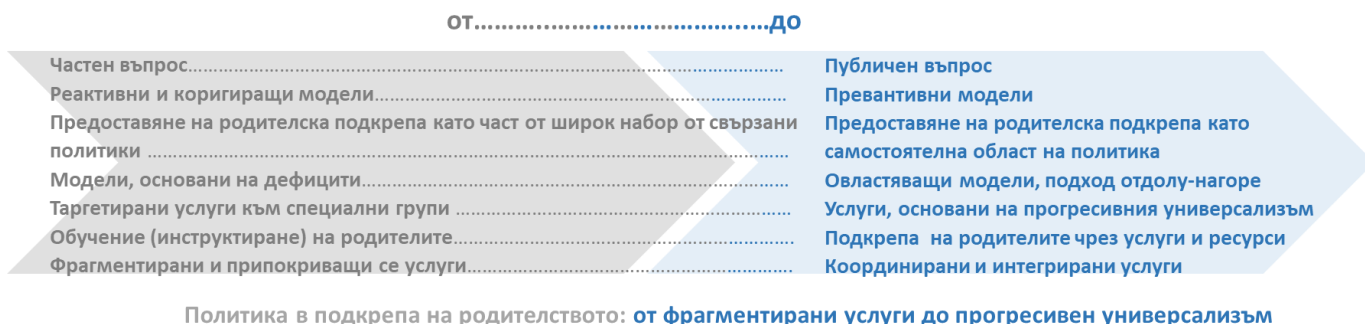 от……………………………………до
Частен въпрос……………………………………………………………………………… Публичен въпрос
Реактивни и коригиращи модели…………………………………………………… Превантивни модели
Предоставяне на родителска подкрепа като част от широк набор от свързани Предоставяне на родителска подкрепа като
политики ……………………………………………………………………………………… самостоятелна област на политика
Модели, основани на дефицити……………………………………………………… Овластяващи модели, подход отдолу-нагоре
Таргетирани услуги към специални групи ………………………………………… Услуги, основани на прогресивния универсализъм
Обучение (инструктиране) на родителите………………………………………… Подкрепа на родителите чрез услуги и ресурси
Фрагментирани и припокриващи се услуги……………………………………… Координирани и интегрирани услуги
Политика в подкрепа на родителството: от фрагментирани услуги до прогресивен универсализъм